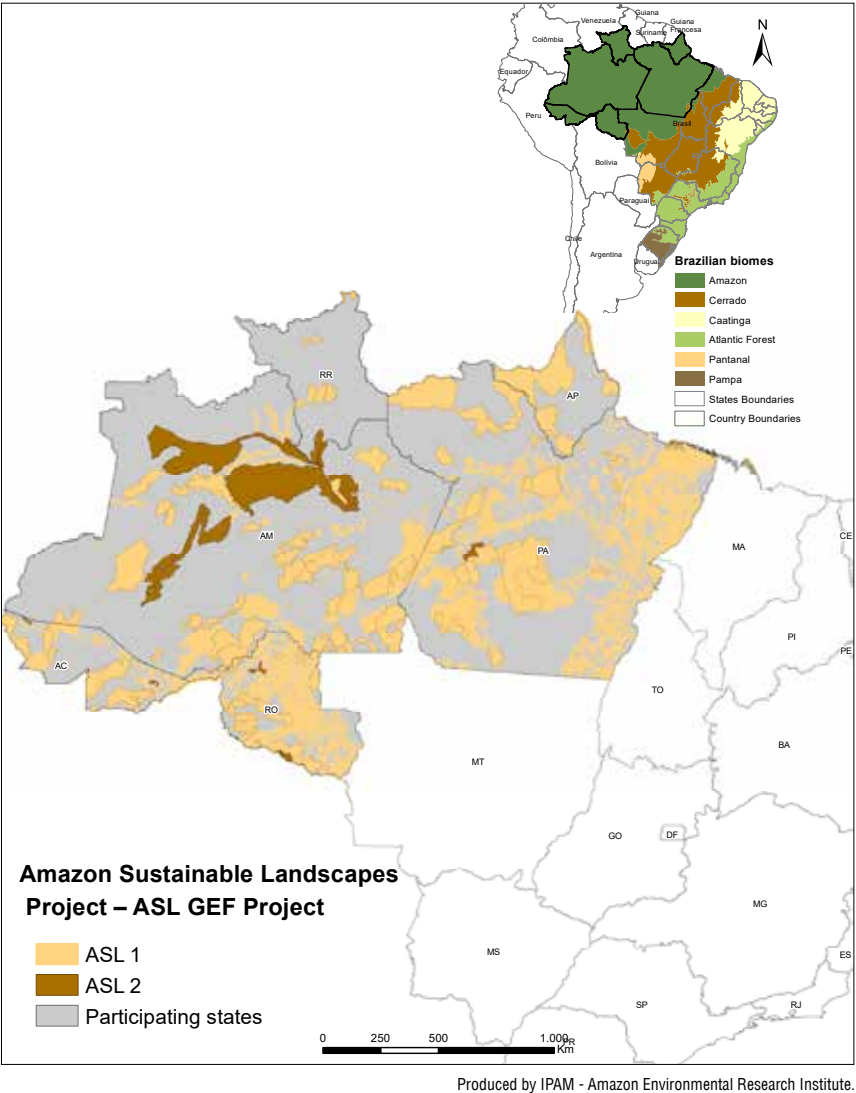 Guiana
Venezuela
Guiana
Francesa
Suriname
N
Colômbia
Equador
Peru
Brasil
Bolívia
Paraguai
Chile
Argentina
Uruguai
Brazilian biomes
Amazon
Cerrado
Caatinga
Atlantic Forest
Pantanal
Pampa
States Boundaries
Country Boundaries
RR
AP
AM
PA
MA
CE
PI
PE
AC
RO
TO
MT
BA
GO
DF
MG
MS
ES
SP
RJ
PR
Amazon Sustainable Landscapes
Project – ASL GEF Project
ASL 1
ASL 2
Participating states
0 250 500 1.000
Km
Produced by IPAM - Amazon Environmental Research Institute.